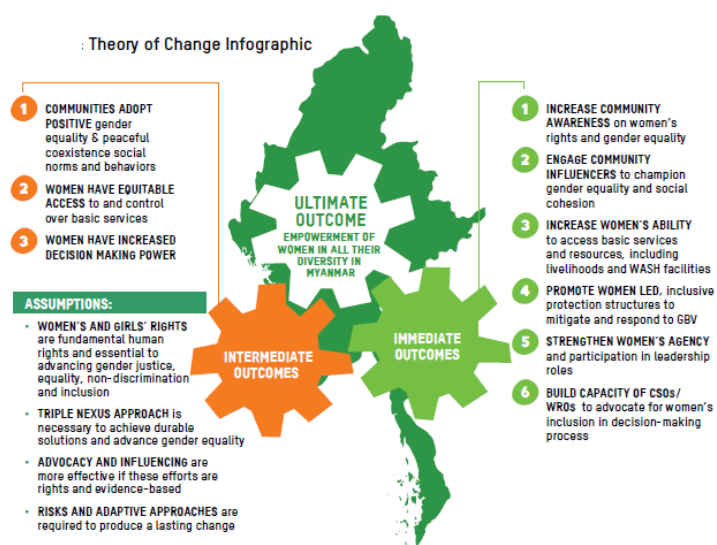 : Theory of Change Infographic
1 COMMUNITIES ADOPT
POSITIVE gender
equality & peaceful
coexistence social
norms and behaviors
2 WOMEN HAVE EQUITABLE
ACCESS to and control
over basic services
3 WOMEN HAVE INCREASED
DECISION MAKING POWER
ASSUMPTIONS:
• WOMEN'S AND GIRLS' RIGHTS
are fundamental human
rights and essential to
advancing gender justice,
equality, non-discrimination
and inclusion
• TRIPLE NEXUS APPROACH is
necessary to achieve durable
solutions and advance gender equality
• ADVOCACY AND INFLUENCING are
more effective if these efforts are
rights and evidence-based
• RISKS AND ADAPTIVE APPROACHES are
required to produce a lasting change
ULTIMATE
OUTCOME
EMPOWERMENT OF
WOMEN IN ALL THEIR
DIVERSITY IN
MYANMAR
INTERMEDIATE
OUTCOMES
IMMEDIATE
OUTCOMES
1 INCREASE COMMUNITY
AWARENESS on women's
rights and gender equality
2 ENGAGE COMMUNITY
INFLUENCERS to champion
gender equality and social
cohesion
3 INCREASE WOMEN'S ABILITY
to access basic services
and resources, including
livelihoods and WASH facilities
4 PROMOTE WOMEN LED, inclusive
protection structures to
mitigate and respond to GBV
5 STRENGTHEN WOMEN'S AGENCY
and participation in leadership
roles
6 BUILD CAPACITY OF CSOs/
WROs to advocate for women's
inclusion in decision-making
process